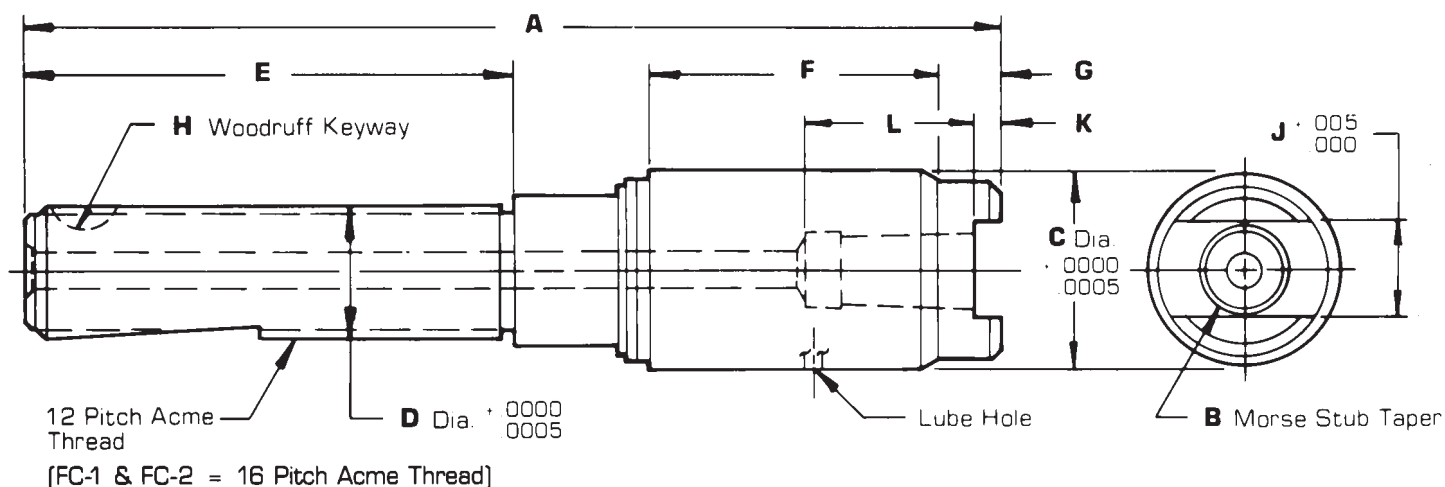 A
E
F
G
H Woodruff Keyway
L
K
J + .005
.000
C Dia.
+ .0000
.0005
12 Pitch Acme
Thread
D Dia. + .0000
.0005
Lube Hole
B Morse Stub Taper
[FC-1 & FC-2 = 16 Pitch Acme Thread]